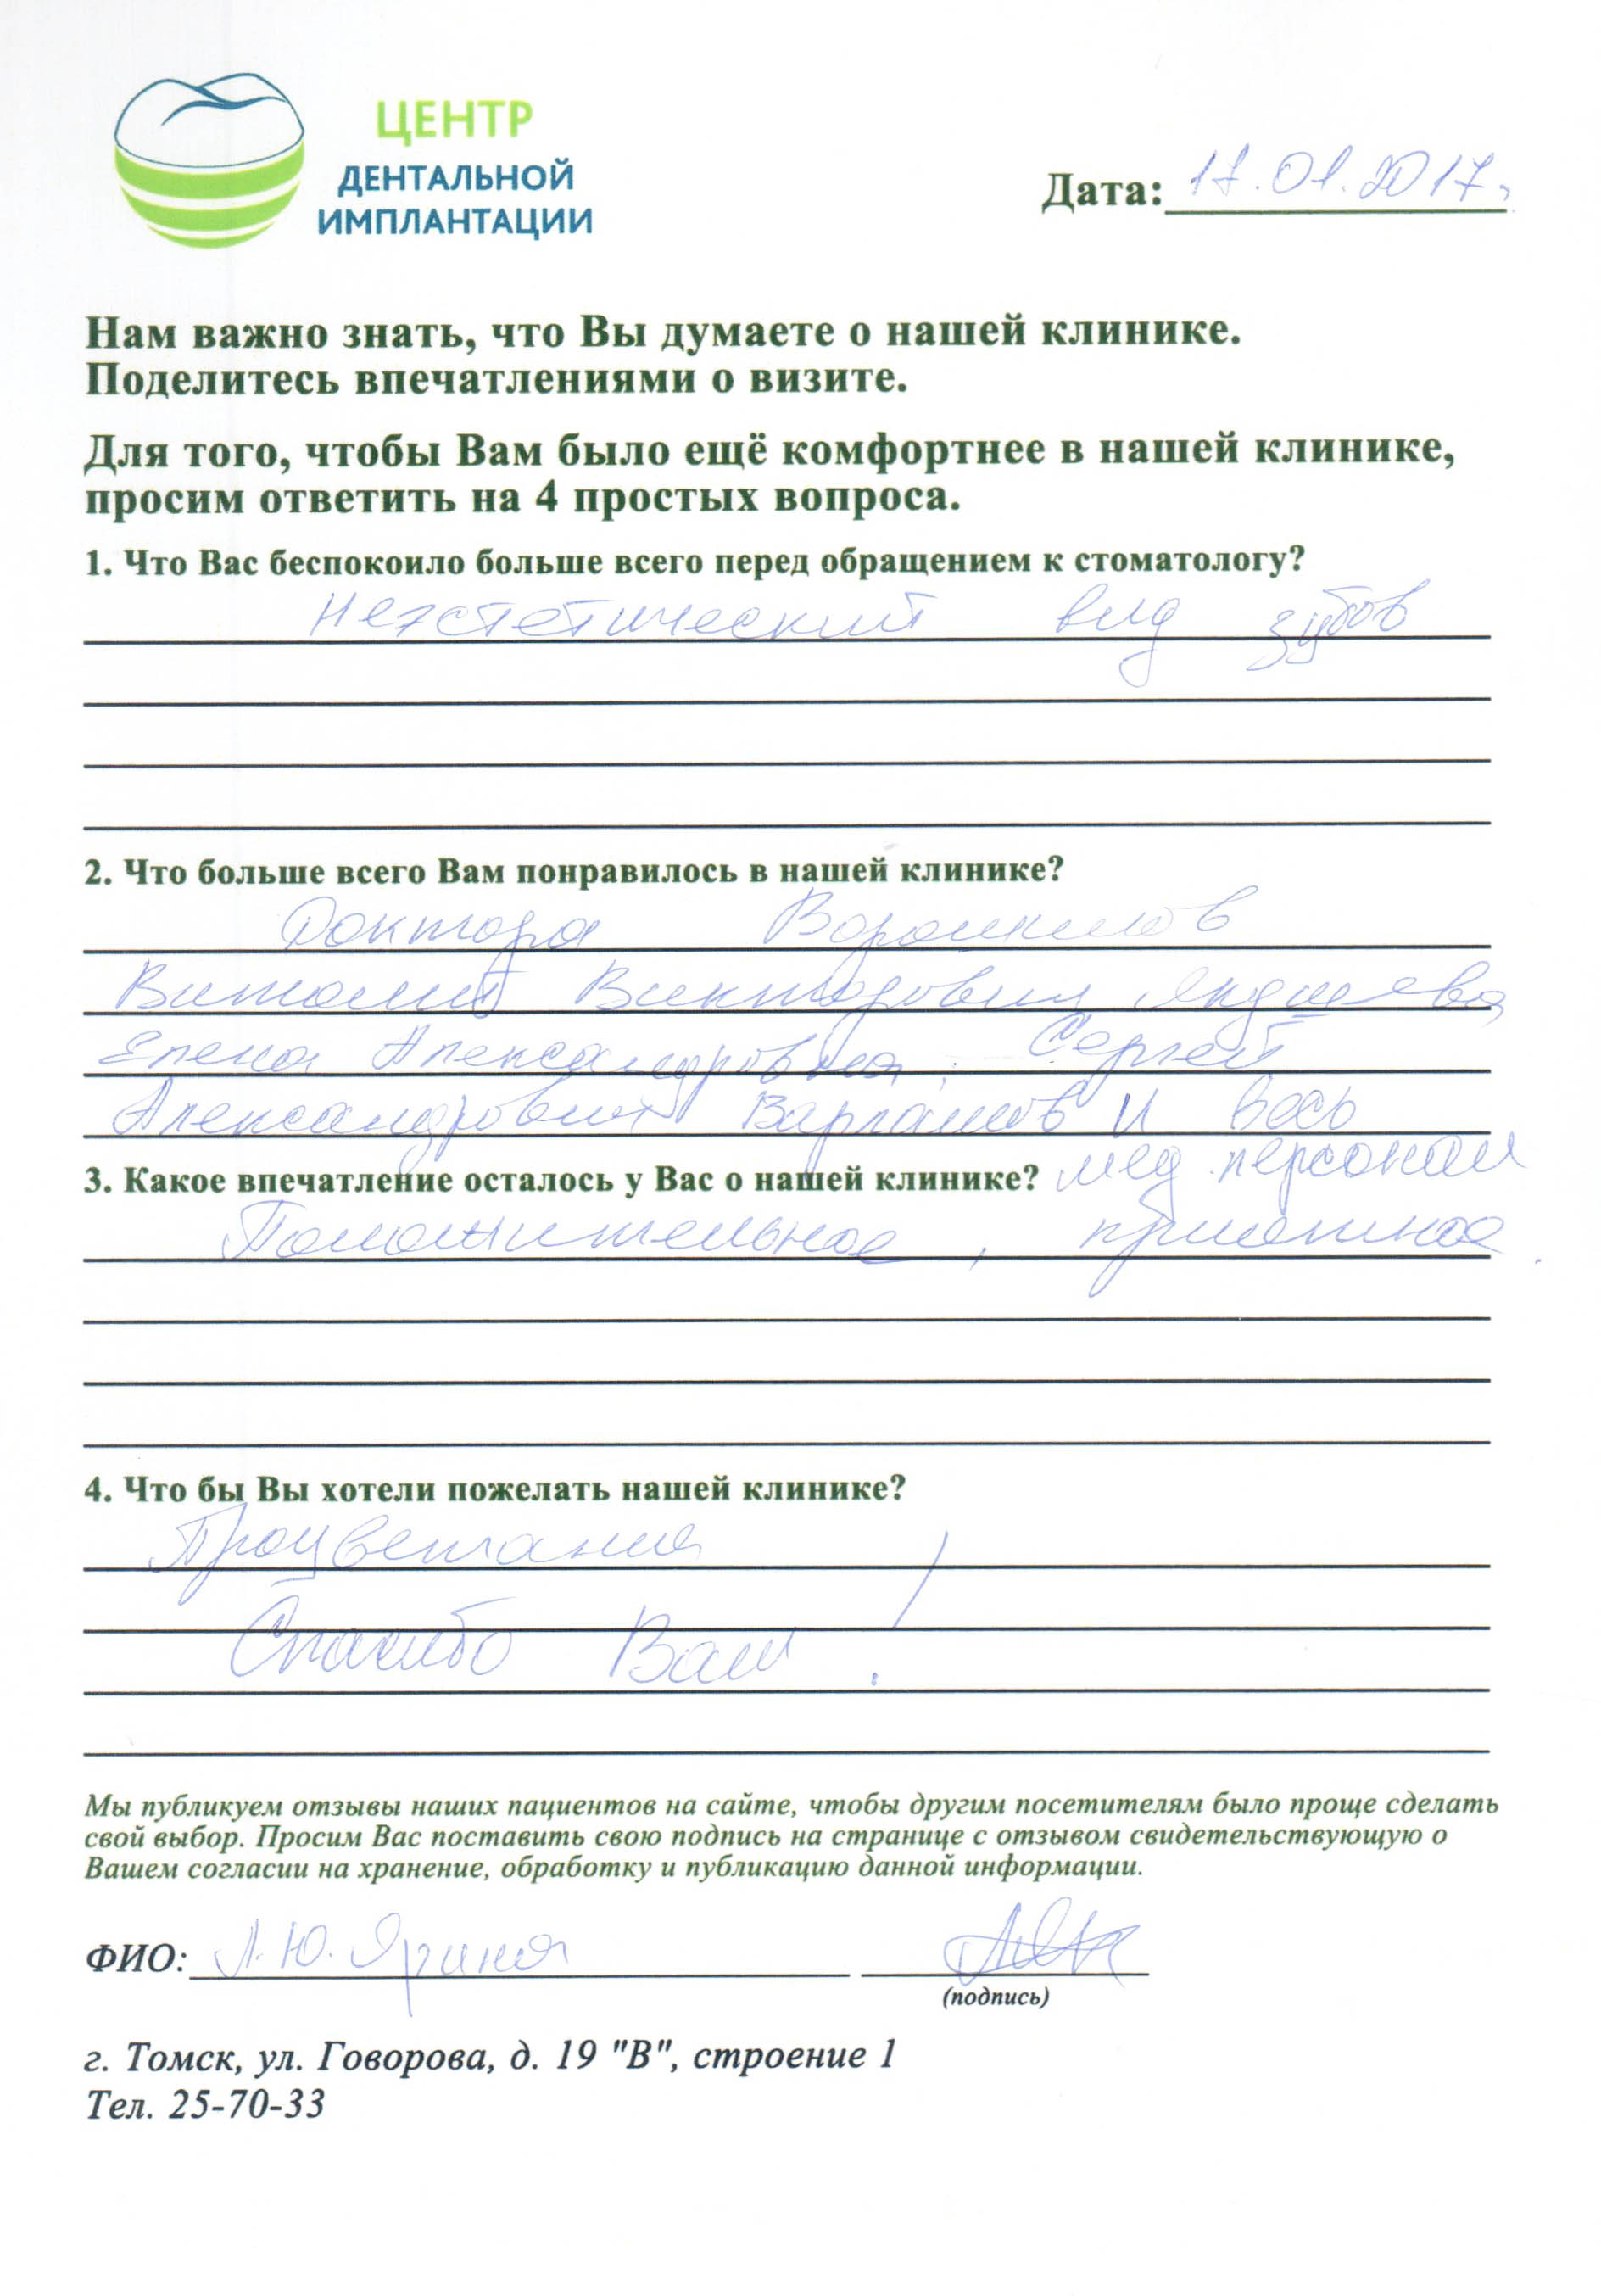 ЦЕНТР
ДЕНТАЛЬНОЙ
ИМПЛАНТАЦИИ
Дата: 17.01.2017г.
Нам важно знать, что Вы думаете о нашей клинике.
Поделитесь впечатлениями о визите.
Для того, чтобы Вам было ещё комфортнее в нашей клинике,
просим ответить на 4 простых вопроса.
1. Что Вас беспокоило больше всего перед обращением к стоматологу?
Неэстетический вид зубов
2. Что больше всего Вам понравилось в нашей клинике?
Доктора
Виталий Викторович
Елена Александровна, Сергей
Александрович Варламов и весь
мед. персонал
3. Какое впечатление осталось у Вас о нашей клинике?
Положительное, приятное.
4. Что бы Вы хотели пожелать нашей клинике?
Процветания
Спасибо Вам!
Мы публикуем отзывы наших пациентов на сайте, чтобы другим посетителям было проще сделать
свой выбор. Просим Вас поставить свою подпись на странице с отзывом свидетельствующую о
Вашем согласии на хранение, обработку и публикацию данной информации.
ФИО: Л.Ю. Ярина
(подпись)
г. Томск, ул. Говорова, д. 19 "В", строение 1
Тел. 25-70-33